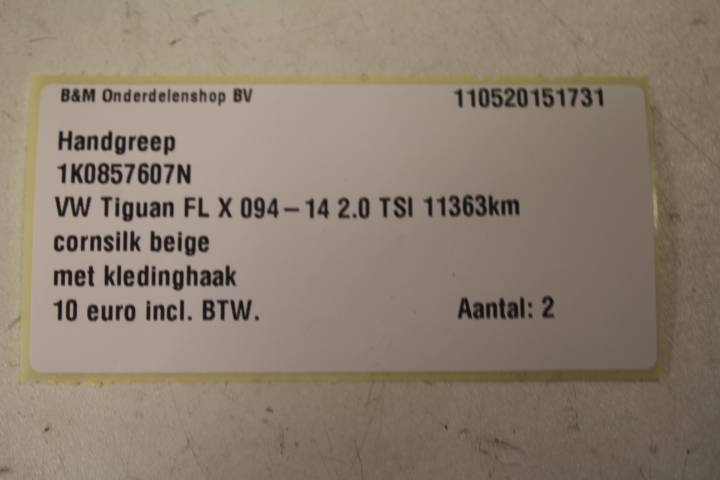 B&M Onderdelenshop BV 110520151731
Handgreep
1K0857607N
VW Tiguan FL X 094-14 2.0 TSI 11363km
cornsilk beige
met kledinghaak
10 euro incl. BTW. Aantal: 2